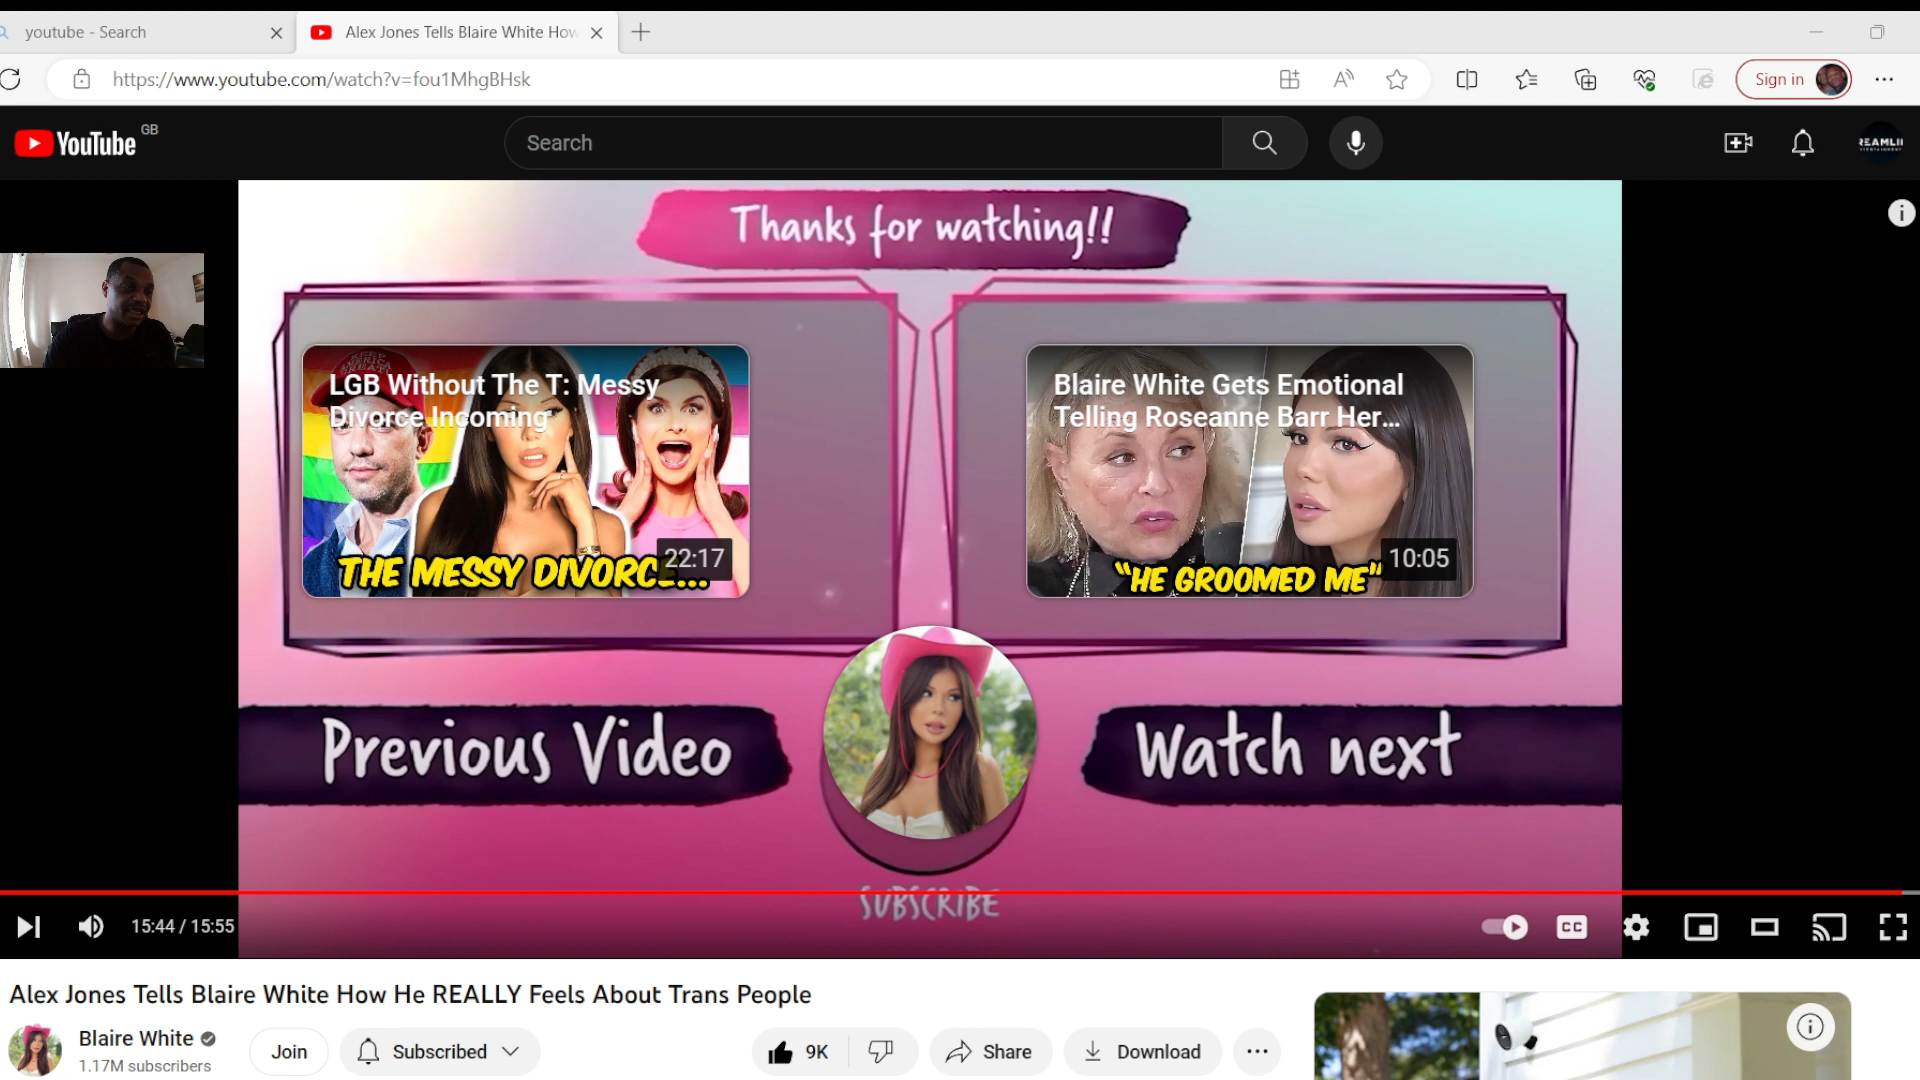 youtube - Search
Alex Jones Tells Blaire White How
https://www.youtube.com/watch?v=fou1MhgBHsk
Sign in
YouTube GB
Search
Thanks for watching!!
LGB Without The T: Messy
Divorce Incoming
THE MESSY DIVORCE...
22:17
Blaire White Gets Emotional
Telling Roseanne Barr Her...
"HE GROOMED ME"
10:05
Previous Video
Watch next
SUBSCRIBE
15:44 / 15:55
CC
Alex Jones Tells Blaire White How He REALLY Feels About Trans People
Blaire White
1.17M subscribers
Join
Subscribed
9K
Share
Download